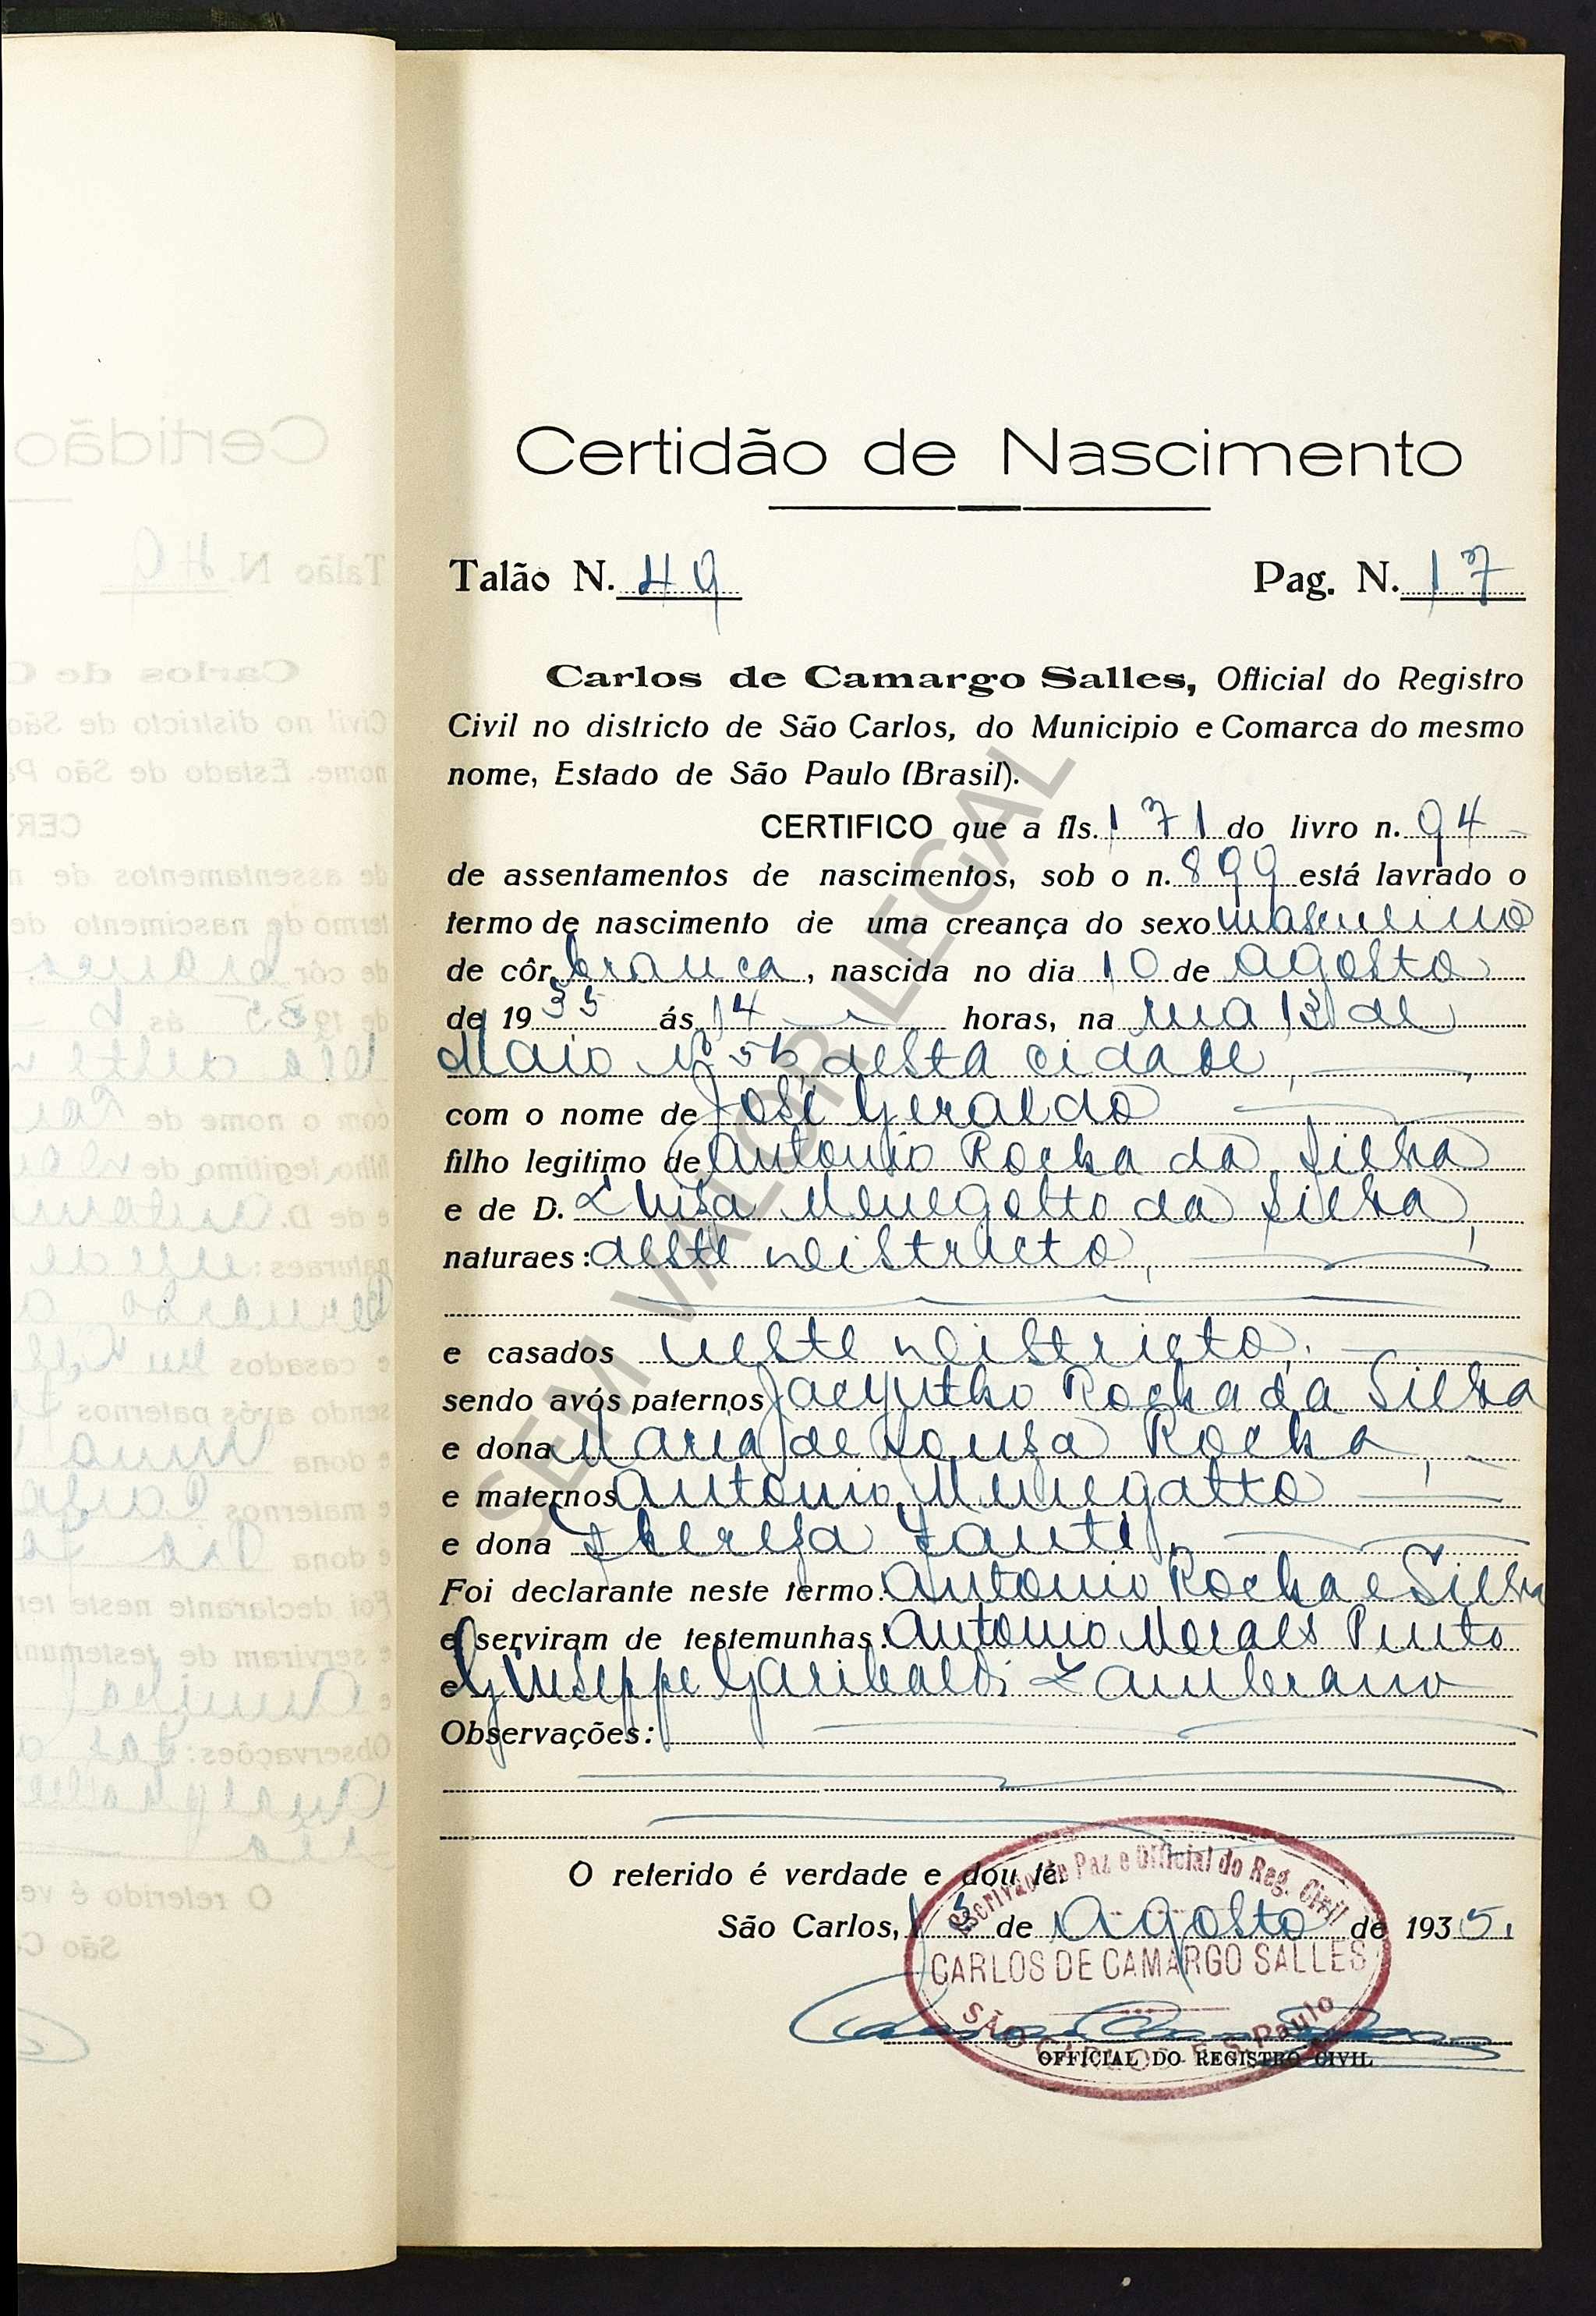 Certidão de Nascimento
Talão N. 49 Pag. N. 17
Carlos de Camargo Salles, Official do Registro
Civil no districto de São Carlos, do Municipio e Comarca do mesmo
nome, Estado de São Paulo (Brasil).
CERTIFICO que a fls. 171 do livro n. 94
de assentamentos de nascimentos, sob o n. 899 está lavrado o
termo de nascimento de uma creança do sexo masculino
de côr branca, nascida no dia 10 de Agosto
de 1935 ás 14 horas, na rua 13 de
Maio Nº 56 desta cidade,
com o nome de José Geraldo
filho legitimo de Antonio Rocha da Silva
e de D. Luisa Menegatto da Silva,
naturaes: deste districto,
e casados neste districto,
sendo avós paternos Jacyntho Rocha da Silva
e dona Maria de Souza Rocha,
e maternos Antonio Menegatto
e dona Thereja Zanti,
Foi declarante neste termo: Antonio Rocha e Silva
e serviram de testemunhas: Antonio Moraes Pinto
e Giuseppe Garibaldi Zambrano
Observações:
O referido é verdade e dou fé.
São Carlos, 13 de Agosto de 1935.
Escrivão de Paz e Official do Reg. Civil
CARLOS DE CAMARGO SALLES
SÃO CARLOS - E. S. Paulo
OFFICIAL DO REGISTRO CIVIL
SEM VALOR LEGAL